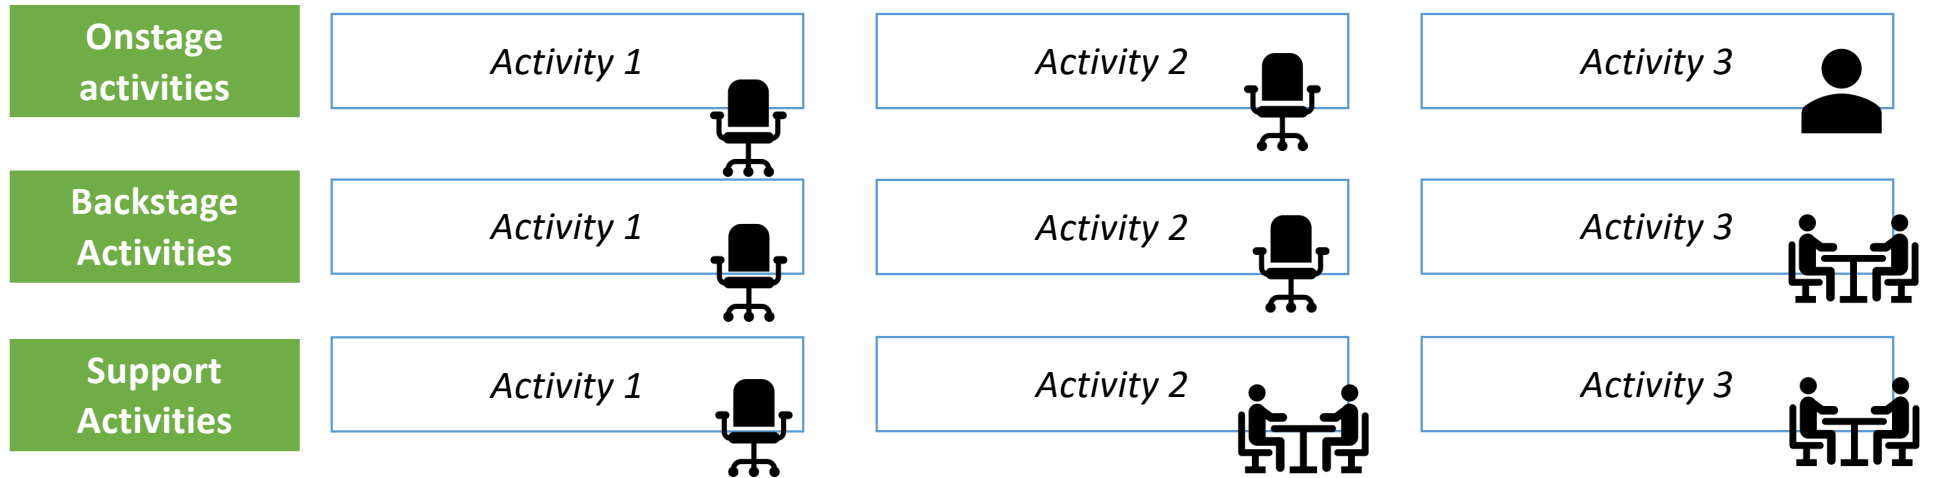 Onstage
activities
Activity 1
Activity 2
Activity 3
Backstage
Activities
Activity 1
Activity 2
Activity 3
Support
Activities
Activity 1
Activity 2
Activity 3